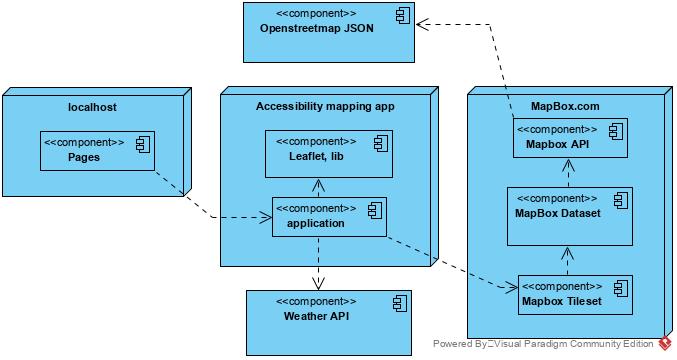 <<component>>
Openstreetmap JSON
localhost
<<component>>
Pages
Accessibility mapping app
<<component>>
Leaflet, lib
<<component>>
application
<<component>>
Weather API
MapBox.com
<<component>>
Mapbox API
<<component>>
MapBox Dataset
<<component>>
Mapbox Tileset
Powered By Visual Paradigm Community Edition